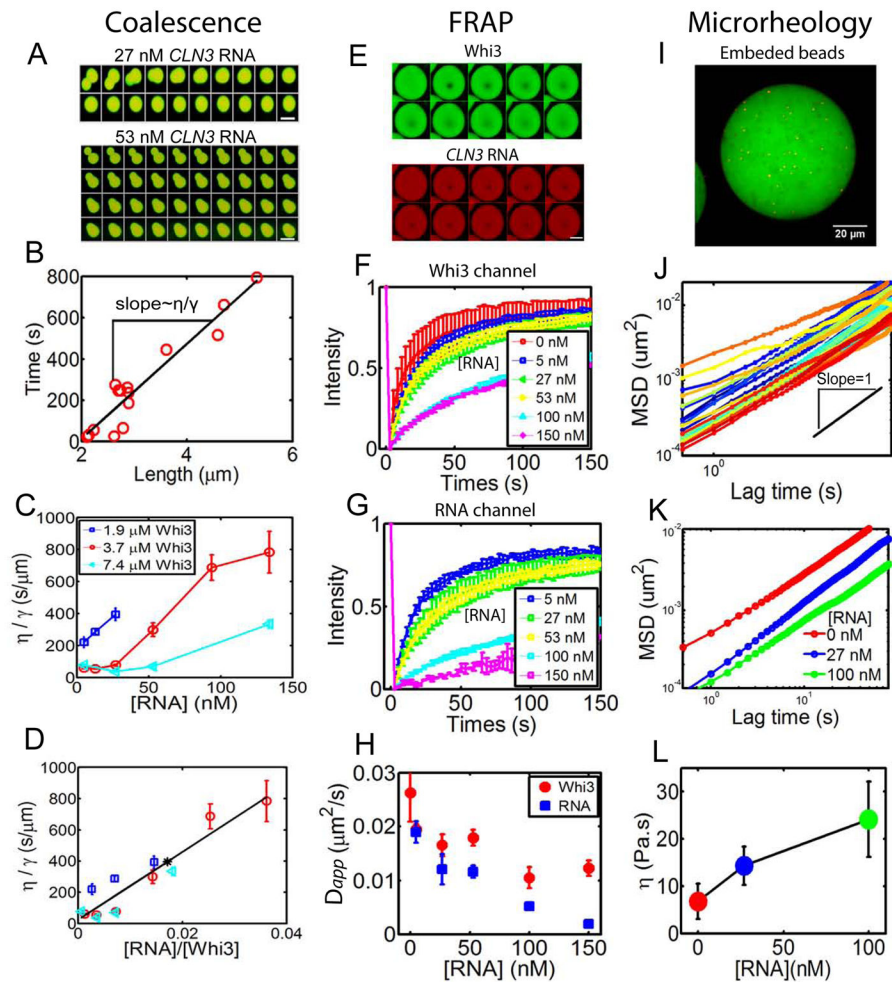 Coalescence
FRAP
Microrheology
A
27 nM CLN3 RNA
53 nM CLN3 RNA
E
Whi3
CLN3 RNA
I
Embeded beads
20 μm
B
800
600
400
200
0
Time (s)
slope~η/γ
2
4
6
Length (μm)
F
Whi3 channel
1
0.5
0
Intensity
[RNA]
0 nM
5 nM
27 nM
53 nM
100 nM
150 nM
0
50
100
150
Times (s)
J
10⁻²
10⁻³
10⁻⁴
MSD (um²)
Slope=1
10⁰
Lag time (s)
C
1000
800
600
400
200
0
η / γ (s/μm)
1.9 μM Whi3
3.7 μM Whi3
7.4 μM Whi3
0
50
100
150
[RNA] (nM)
G
RNA channel
1
0.5
0
Intensity
[RNA]
5 nM
27 nM
53 nM
100 nM
150 nM
0
50
100
150
Times (s)
K
10⁻²
10⁻³
10⁻⁴
MSD (um²)
[RNA]
0 nM
27 nM
100 nM
10⁰
10¹
Lag time (s)
D
1000
800
600
400
200
0
η / γ (s/μm)
0
0.02
0.04
[RNA]/[Whi3]
H
0.03
0.02
0.01
0
Dapp (μm²/s)
Whi3
RNA
0
50
100
150
[RNA] (nM)
L
30
20
10
0
η (Pa.s)
0
50
100
[RNA](nM)